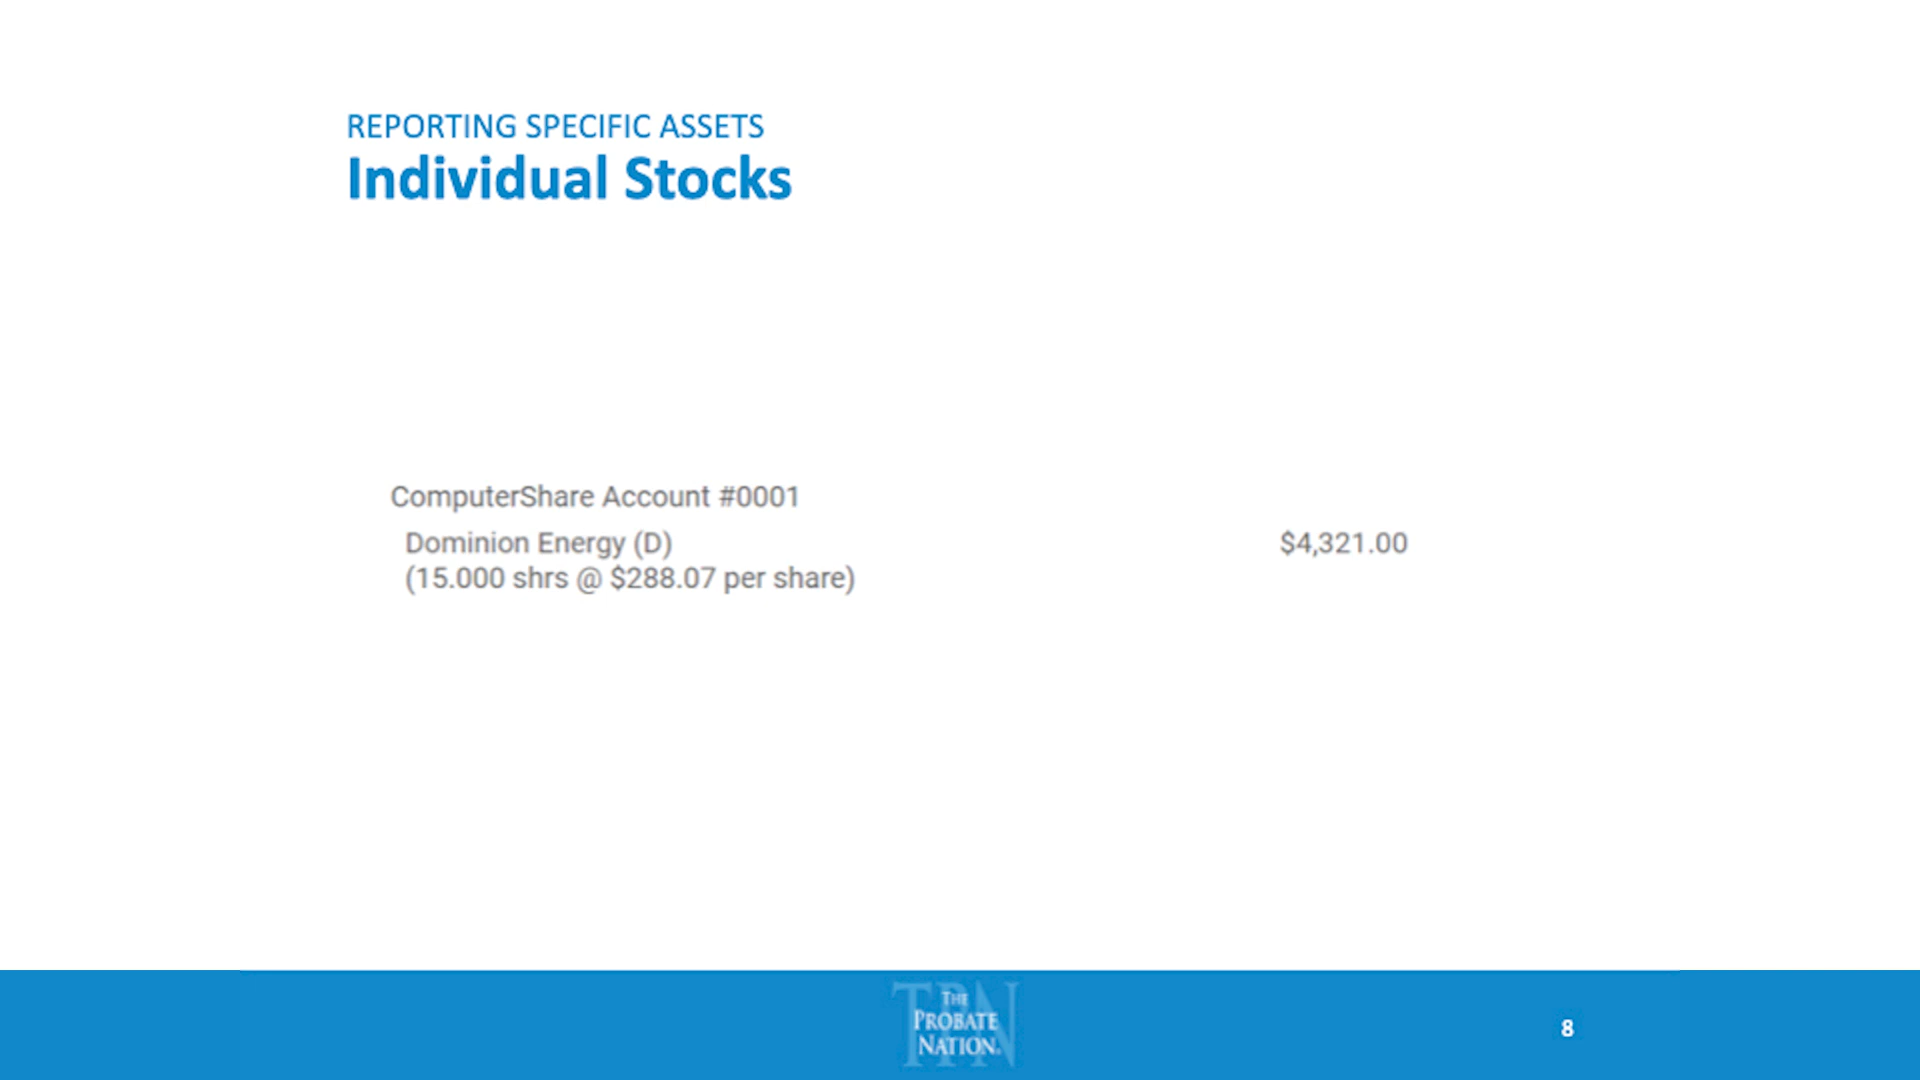 REPORTING SPECIFIC ASSETS
Individual Stocks
ComputerShare Account #0001
Dominion Energy (D) $4,321.00
(15.000 shrs @ $288.07 per share)
TPN
THE
PROBATE
NATION.
8